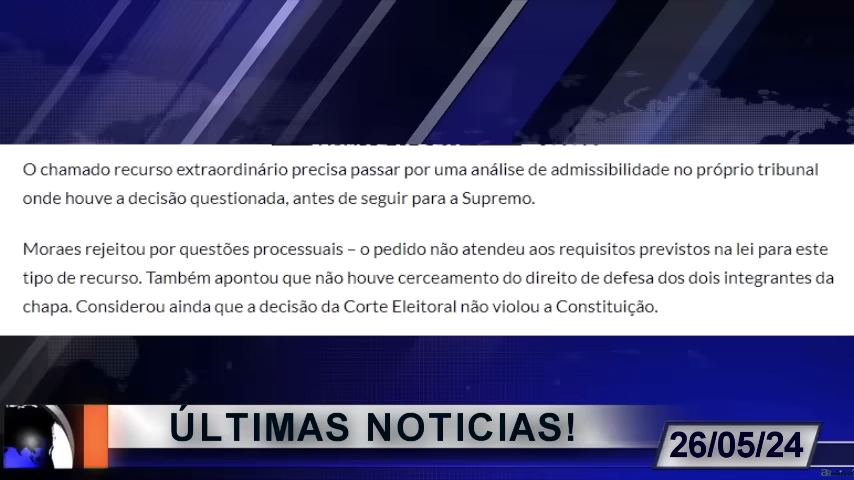 O chamado recurso extraordinário precisa passar por uma análise de admissibilidade no próprio tribunal
onde houve a decisão questionada, antes de seguir para a Supremo.
Moraes rejeitou por questões processuais – o pedido não atendeu aos requisitos previstos na lei para este
tipo de recurso. Também apontou que não houve cerceamento do direito de defesa dos dois integrantes da
chapa. Considerou ainda que a decisão da Corte Eleitoral não violou a Constituição.
ÚLTIMAS NOTICIAS!
26/05/24